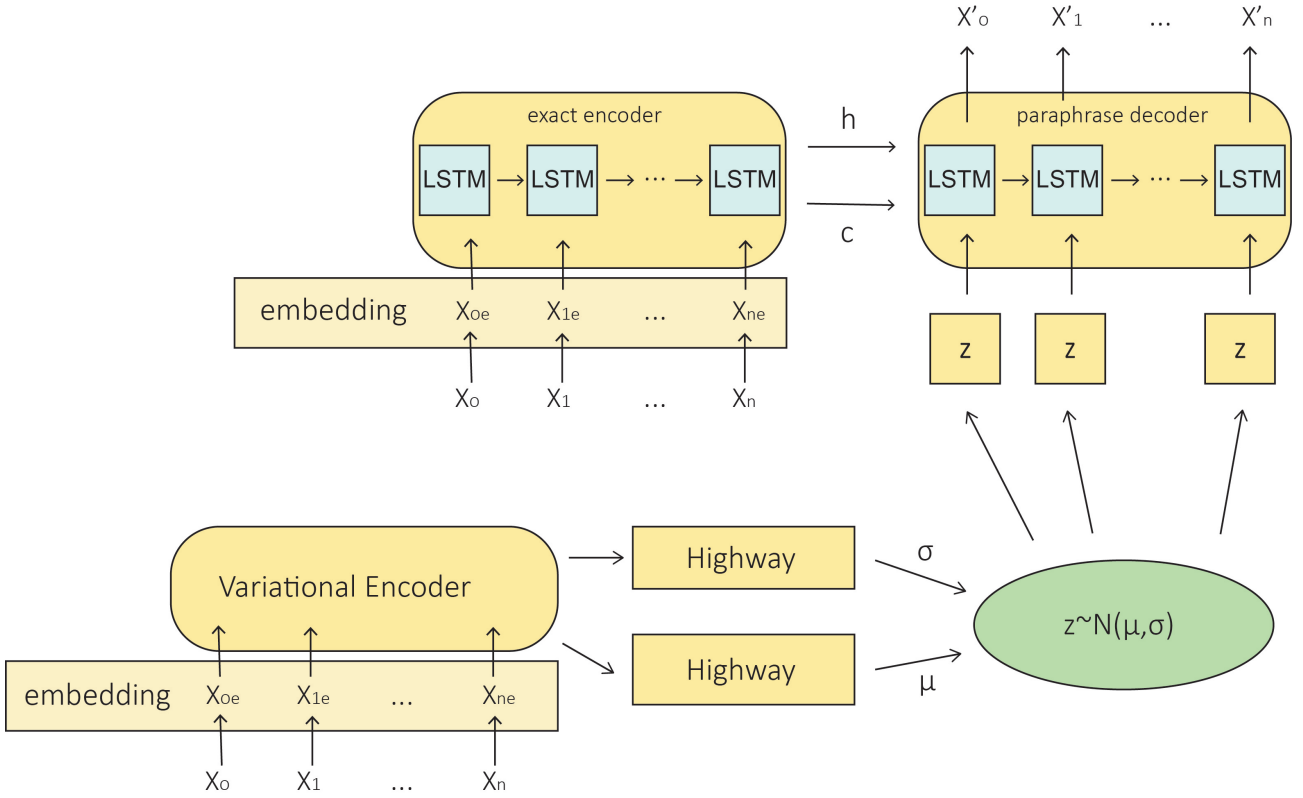 X'o X'1 ... X'n
exact encoder
paraphrase decoder
h
LSTM LSTM ... LSTM
LSTM LSTM ... LSTM
c
embedding Xoe X1e ... Xne
z z z
Xo X1 ... Xn
σ
Highway
Variational Encoder
z~N(μ,σ)
Highway
μ
embedding Xoe X1e ... Xne
Xo X1 ... Xn